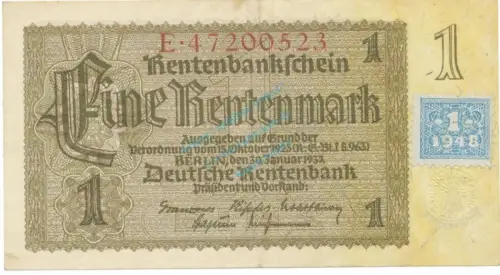 E·47200523
1
Rentenbankschein
1
Eine Rentenmark
Ausgegeben auf Grund der
Verordnung vom 15. Oktober 1923 (R.-G.-Bl. I S. 963)
BERLIN, den 30. Januar 1937
Deutsche Rentenbank
Präsident und Vorstand:
1
1
1
1948